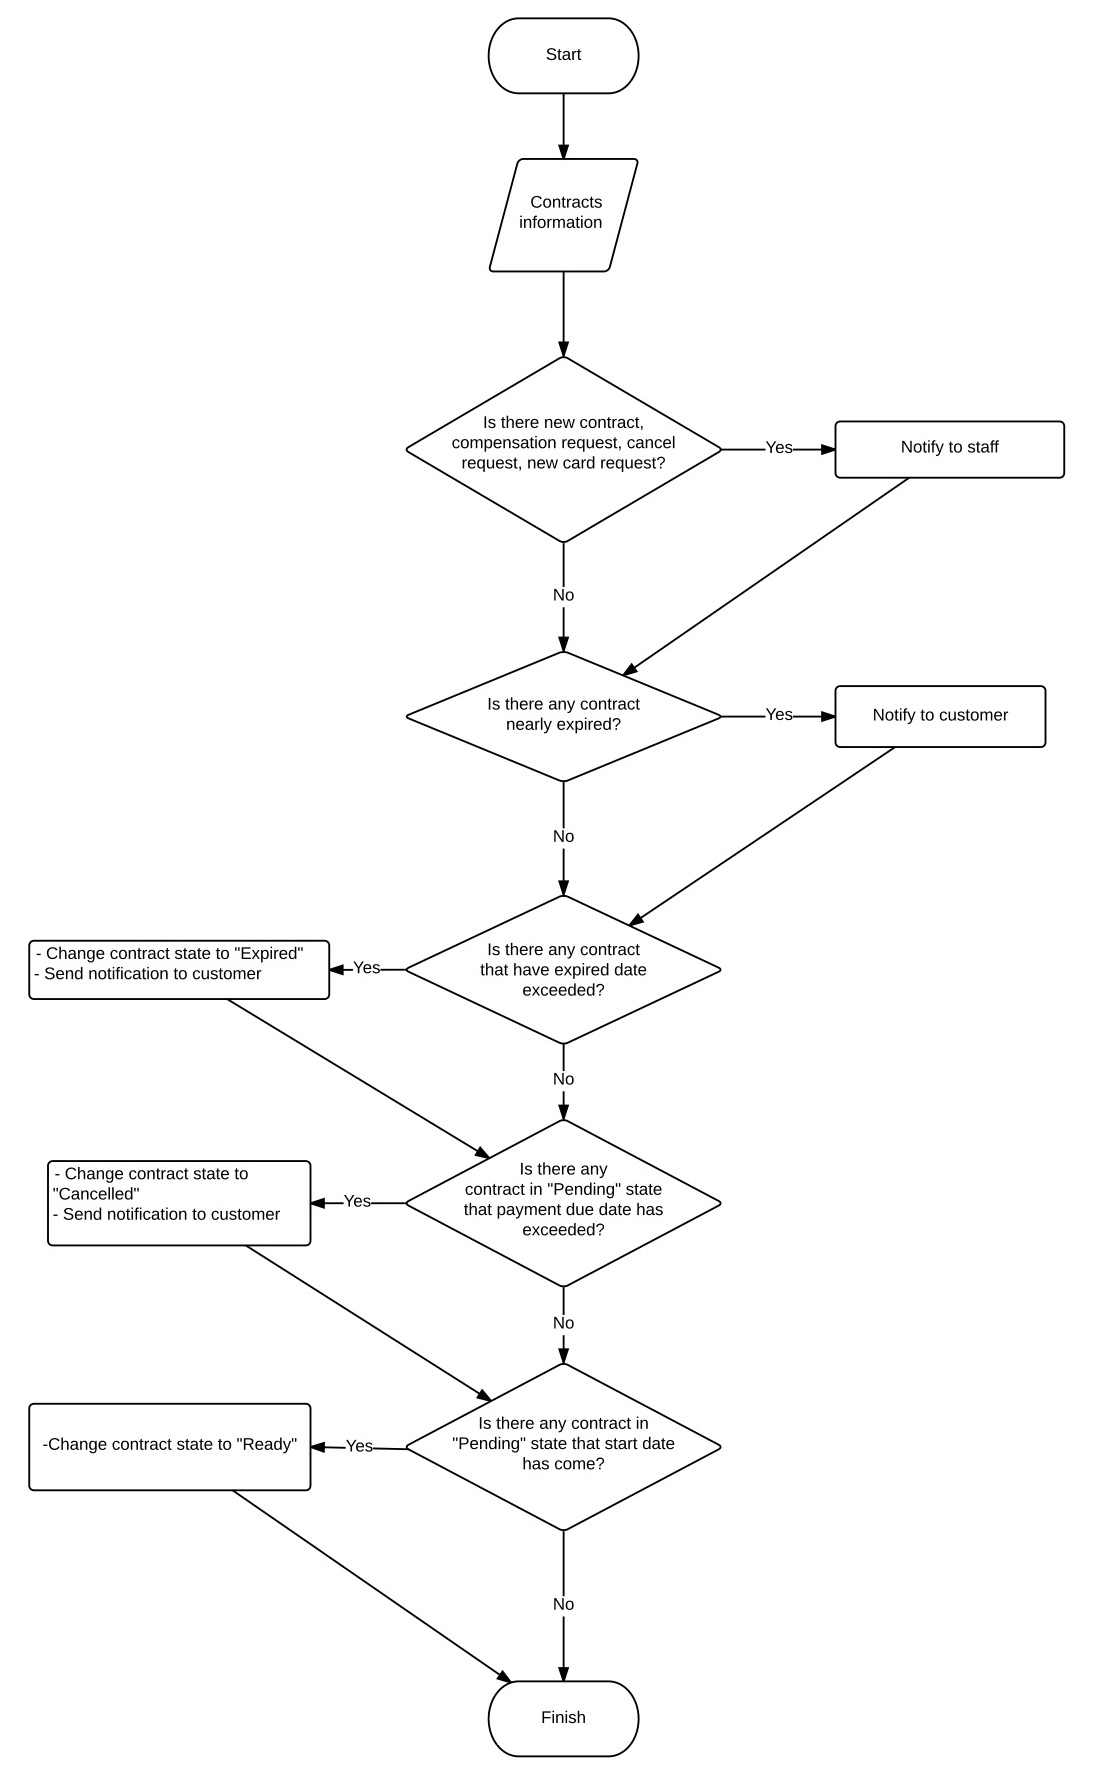 Start
Contracts
information
Is there new contract,
compensation request, cancel
request, new card request?
Yes
Notify to staff
No
Is there any contract
nearly expired?
Yes
Notify to customer
No
Is there any contract
that have expired date
exceeded?
Yes
- Change contract state to "Expired"
- Send notification to customer
No
Is there any
contract in "Pending" state
that payment due date has
exceeded?
Yes
- Change contract state to
"Cancelled"
- Send notification to customer
No
Is there any contract in
"Pending" state that start date
has come?
Yes
-Change contract state to "Ready"
No
Finish